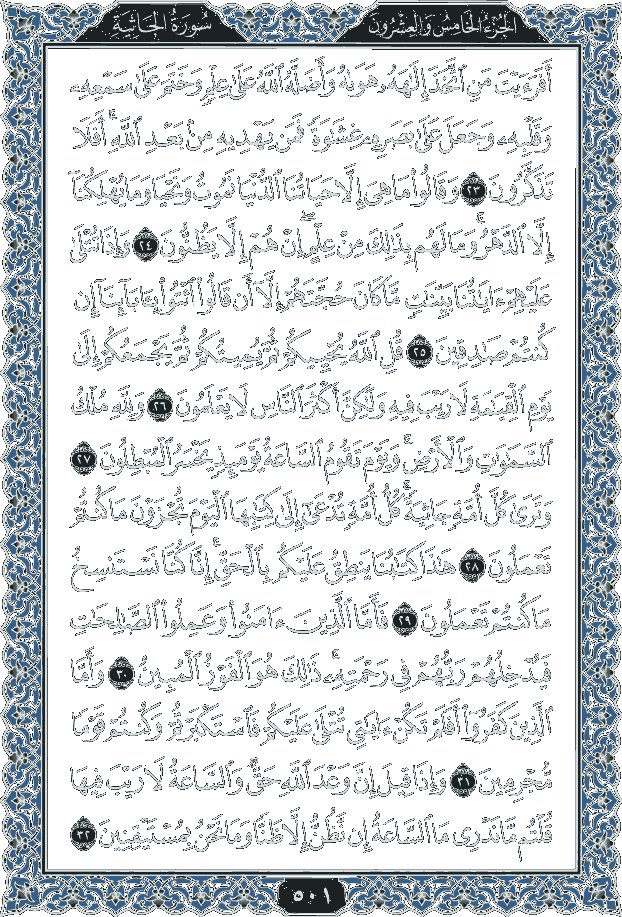 الجزء الخامس والعشرون
سورة الجاثية
أَفَرَءَيْتَ مَنِ ٱتَّخَذَ إِلَٰهَهُۥ هَوَىٰهُ وَأَضَلَّهُ ٱللَّهُ عَلَىٰ عِلْمٍ وَخَتَمَ عَلَىٰ سَمْعِهِۦ
وَقَلْبِهِۦ وَجَعَلَ عَلَىٰ بَصَرِهِۦ غِشَٰوَةً فَمَن يَهْدِيهِ مِنۢ بَعْدِ ٱللَّهِ ۚ أَفَلَا
تَذَكَّرُونَ ٢٣ وَقَالُوا۟ مَا هِىَ إِلَّا حَيَاتُنَا ٱلدُّنْيَا نَمُوتُ وَنَحْيَا وَمَا يُهْلِكُنَآ
إِلَّا ٱلدَّهْرُ ۚ وَمَا لَهُم بِذَٰلِكَ مِنْ عِلْمٍ ۖ إِنْ هُمْ إِلَّا يَظُنُّونَ ٢٤ وَإِذَا تُتْلَىٰ
عَلَيْهِمْ ءَايَٰتُنَا بَيِّنَٰتٍ مَّا كَانَ حُجَّتَهُمْ إِلَّآ أَن قَالُوا۟ ٱئْتُوا۟ بِـَٔابَآئِنَآ إِن
كُنتُمْ صَٰدِقِينَ ٢٥ قُلِ ٱللَّهُ يُحْيِيكُمْ ثُمَّ يُمِيتُكُمْ ثُمَّ يَجْمَعُكُمْ إِلَىٰ
يَوْمِ ٱلْقِيَٰمَةِ لَا رَيْبَ فِيهِ وَلَٰكِنَّ أَكْثَرَ ٱلنَّاسِ لَا يَعْلَمُونَ ٢٦ وَلِلَّهِ مُلْكُ
ٱلسَّمَٰوَٰتِ وَٱلْأَرْضِ ۚ وَيَوْمَ تَقُومُ ٱلسَّاعَةُ يَوْمَئِذٍ يَخْسَرُ ٱلْمُبْطِلُونَ ٢٧
وَتَرَىٰ كُلَّ أُمَّةٍ جَاثِيَةً ۚ كُلُّ أُمَّةٍ تُدْعَىٰٓ إِلَىٰ كِتَٰبِهَا ٱلْيَوْمَ تُجْزَوْنَ مَا كُنتُمْ
تَعْمَلُونَ ٢٨ هَٰذَا كِتَٰبُنَا يَنطِقُ عَلَيْكُم بِٱلْحَقِّ ۚ إِنَّا كُنَّا نَسْتَنسِخُ
مَا كُنتُمْ تَعْمَلُونَ ٢٩ فَأَمَّا ٱلَّذِينَ ءَامَنُوا۟ وَعَمِلُوا۟ ٱلصَّٰلِحَٰتِ
فَيُدْخِلُهُمْ رَبُّهُمْ فِى رَحْمَتِهِۦ ۚ ذَٰلِكَ هُوَ ٱلْفَوْزُ ٱلْمُبِينُ ٣٠ وَأَمَّا
ٱلَّذِينَ كَفَرُوٓا۟ أَفَلَمْ تَكُنْ ءَايَٰتِى تُتْلَىٰ عَلَيْكُمْ فَٱسْتَكْبَرْتُمْ وَكُنتُمْ قَوْمًا
مُّجْرِمِينَ ٣١ وَإِذَا قِيلَ إِنَّ وَعْدَ ٱللَّهِ حَقٌّ وَٱلسَّاعَةُ لَا رَيْبَ فِيهَا
قُلْتُم مَّا نَدْرِى مَا ٱلسَّاعَةُ إِن نَّظُنُّ إِلَّا ظَنًّا وَمَا نَحْنُ بِمُسْتَيْقِنِينَ ٣٢
٥٠١